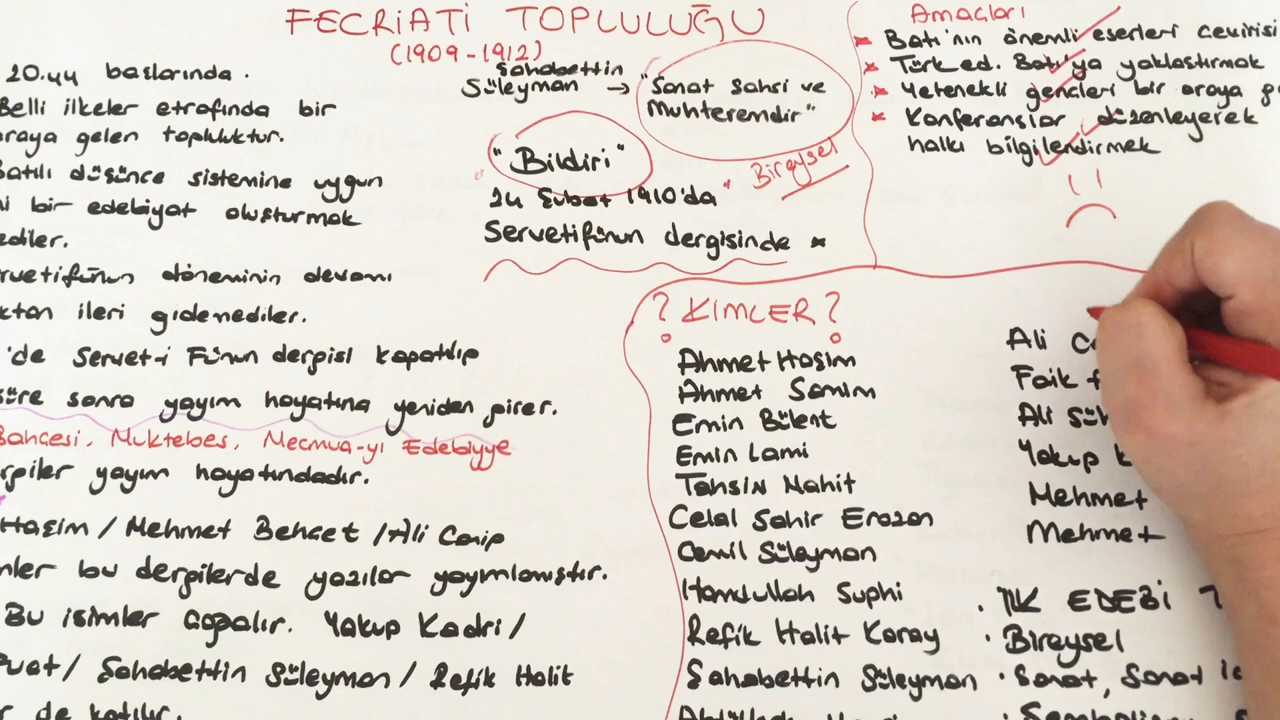 FECRİATİ TOPLULUĞU
(1909-1912)
20.yy başlarında.
Belli ilkeler etrafında bir
araya gelen topluluktur.
Batılı düşünce sistemine uygun
bir edebiyat oluşturmak
ediler.
döneminin devamı
ileri gidemediler.
'de Servet-i Fünun dergisi kapatılıp
süre sonra yayım hayatına yeniden girer.
Bahçesi, Muktebes, Mecmua-yı Edebiyye
yayım hayatındadır.
Haşim / Mehmet Behçet / Ali Canip
bu dergilerde yazılar yayımlamıştır.
Bu isimler çoğalır. Yakup Kadri /
Fuat / Şahabettin Süleyman / Refik Halit
de katılır.
Şahabettin
Süleyman → "Sanat şahsi ve
Muhteremdir"
"Bildiri"
Bireysel
24 Şubat 1910'da
Servetifünun dergisinde *
Amaçları
Batı'nın önemli eserleri çevirisi
Türk ed. Batı'ya yaklaştırmak
Yetenekli gençleri bir araya
Konferanslar düzenleyerek
halkı bilgilendirmek
? KİMLER ?
Ahmet Haşim
Ahmet Samim
Emin Bülent
Emin Lami
Tahsin Nahit
Celal Sahir Erozan
Cemil Süleyman
Hamdullah Suphi
Refik Halit Karay
Şahabettin Süleyman
Ali
Faik
Ali
Yakup
Mehmet
Mehmet
. İLK EDEBİ
. Bireysel
. Sanat, Sanat